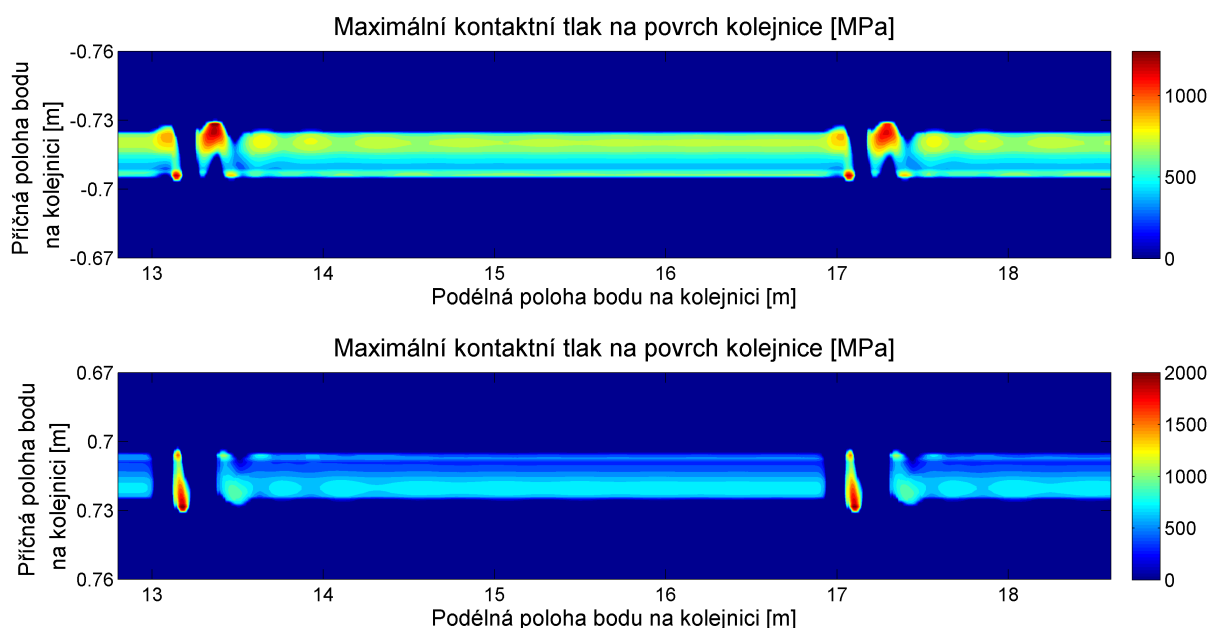 Maximální kontaktní tlak na povrch kolejnice [MPa]
Příčná poloha bodu
na kolejnici [m]
-0.76
-0.73
-0.7
-0.67
13 14 15 16 17 18
Podélná poloha bodu na kolejnici [m]
1000
500
0
Maximální kontaktní tlak na povrch kolejnice [MPa]
Příčná poloha bodu
na kolejnici [m]
0.67
0.7
0.73
0.76
13 14 15 16 17 18
Podélná poloha bodu na kolejnici [m]
2000
1500
1000
500
0